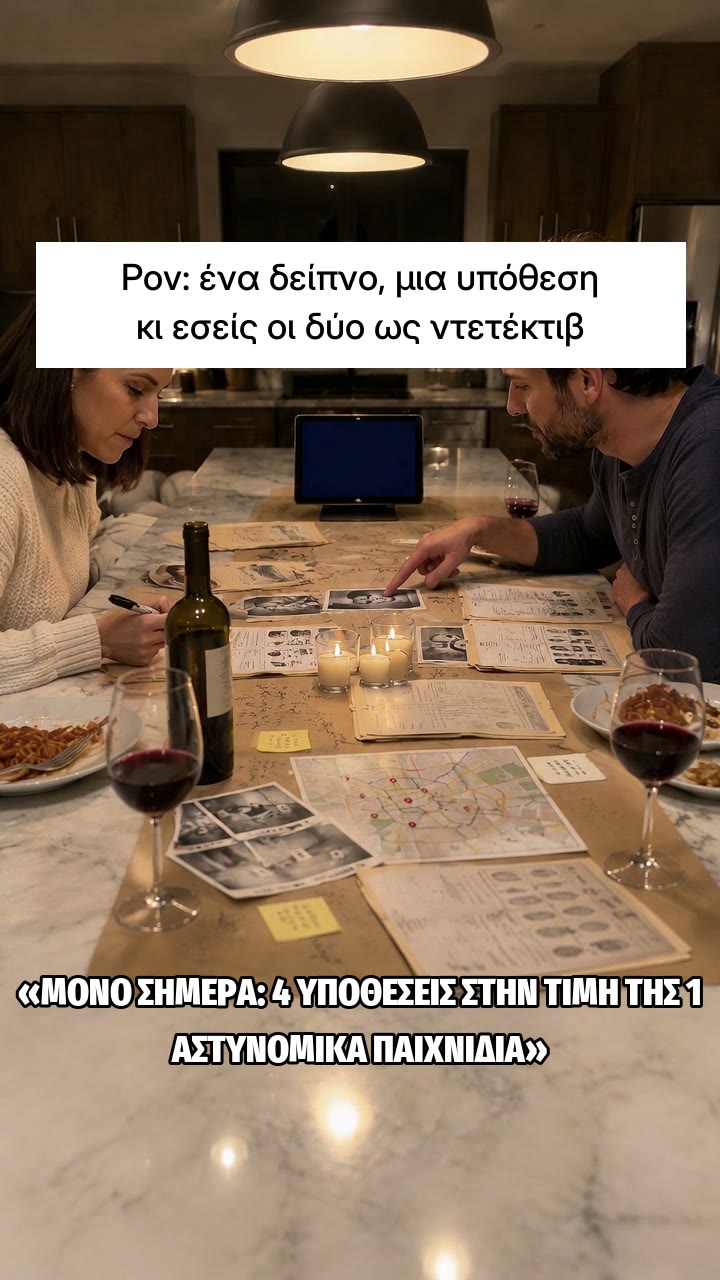 Ρον: ένα δείπνο, μια υπόθεση
κι εσείς οι δύο ως ντετέκτιβ
«ΜΟΝΟ ΣΗΜΕΡΑ: 4 ΥΠΟΘΕΣΕΙΣ ΣΤΗΝ ΤΙΜΗ ΤΗΣ 1
ΑΣΤΥΝΟΜΙΚΑ ΠΑΙΧΝΙΔΙΑ»